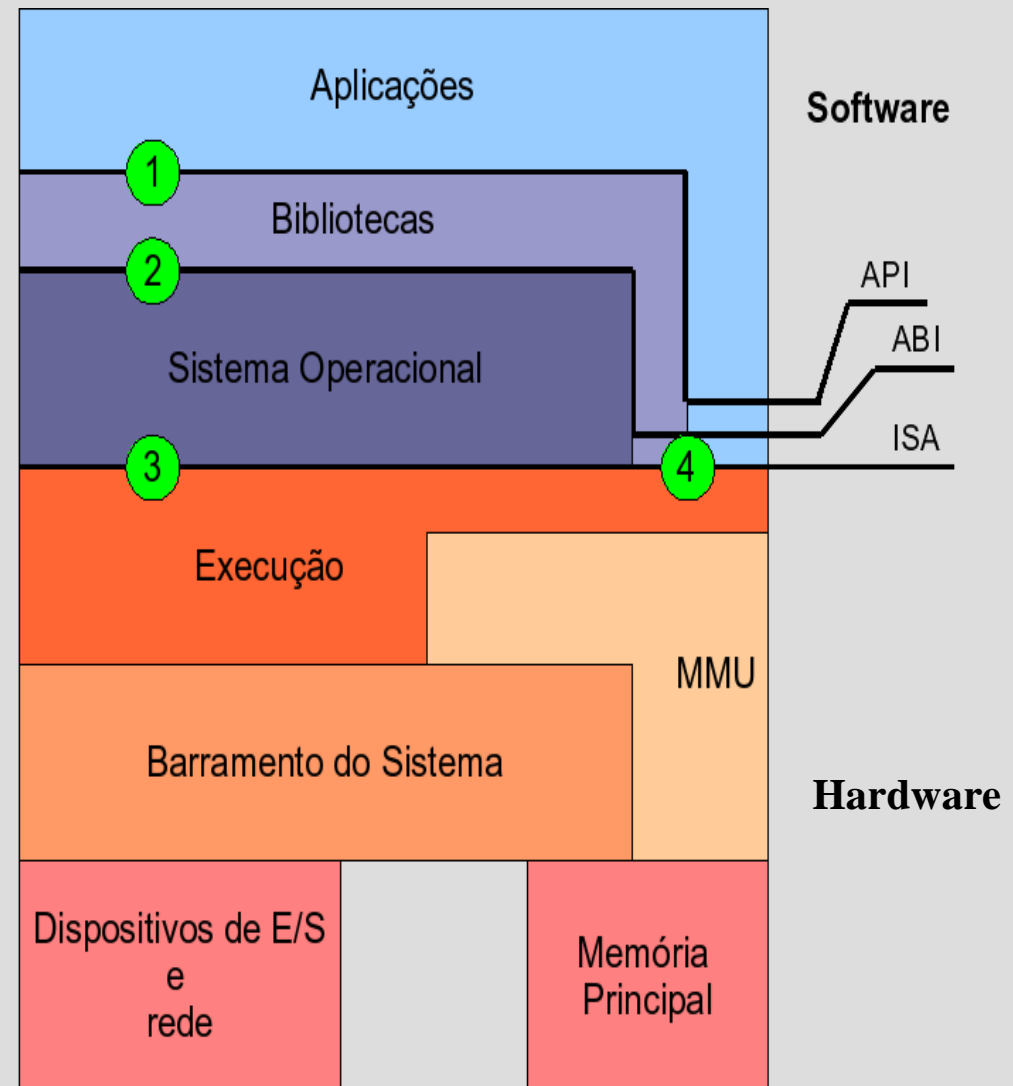 Aplicações
Software
1
Bibliotecas
2
API
ABI
Sistema Operacional
ISA
3
4
Execução
MMU
Barramento do Sistema
Hardware
Dispositivos de E/S
e
rede
Memória
Principal